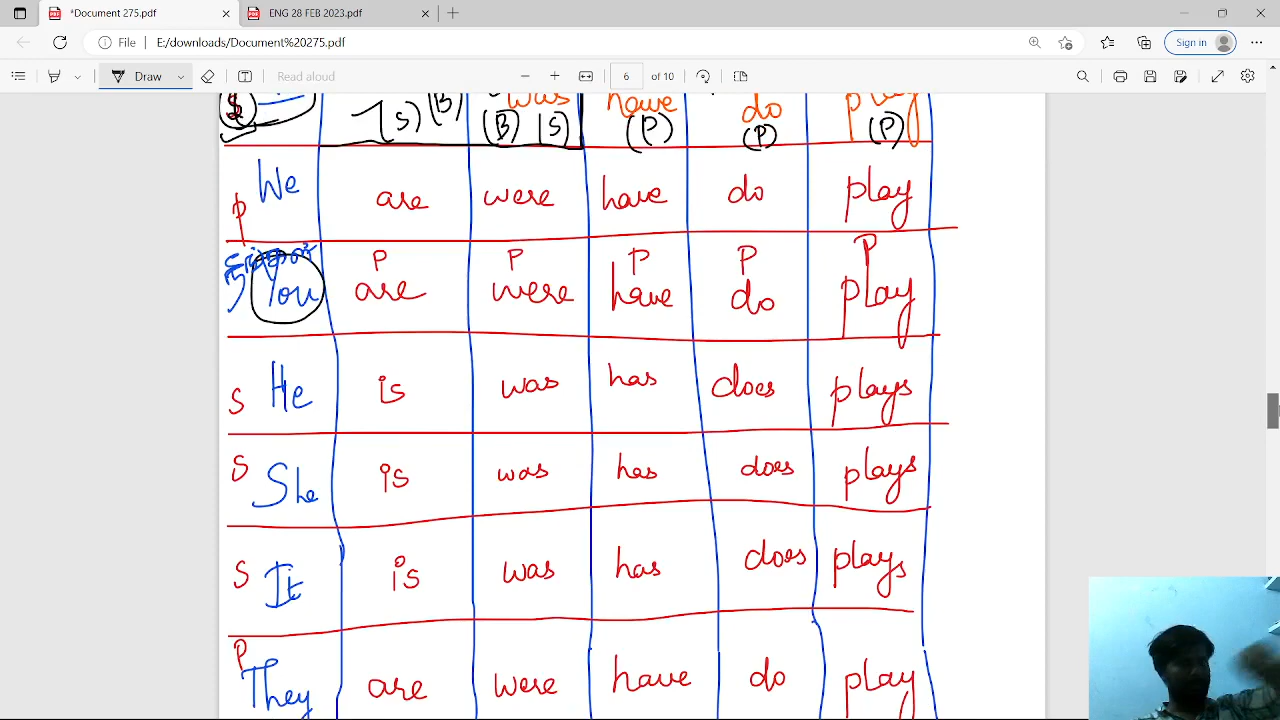 *Document 275.pdf
ENG 28 FEB 2023.pdf
File E:/downloads/Document%20275.pdf
Sign in
Draw Read aloud 6 of 10
was have do play
(S) (B) (B) (S) (P) (P) (P)
We are were have do play
P
P P P P P
You are were have do play
S He is was has does plays
S She is was has does plays
S It is was has does plays
P
They are were have do play